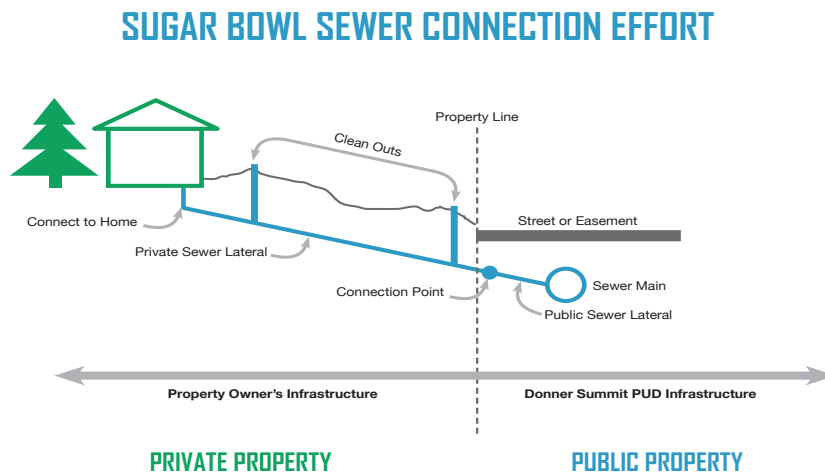 SUGAR BOWL SEWER CONNECTION EFFORT
Property Line
Clean Outs
Connect to Home
Street or Easement
Private Sewer Lateral
Connection Point
Sewer Main
Public Sewer Lateral
Property Owner's Infrastructure
Donner Summit PUD Infrastructure
PRIVATE PROPERTY
PUBLIC PROPERTY